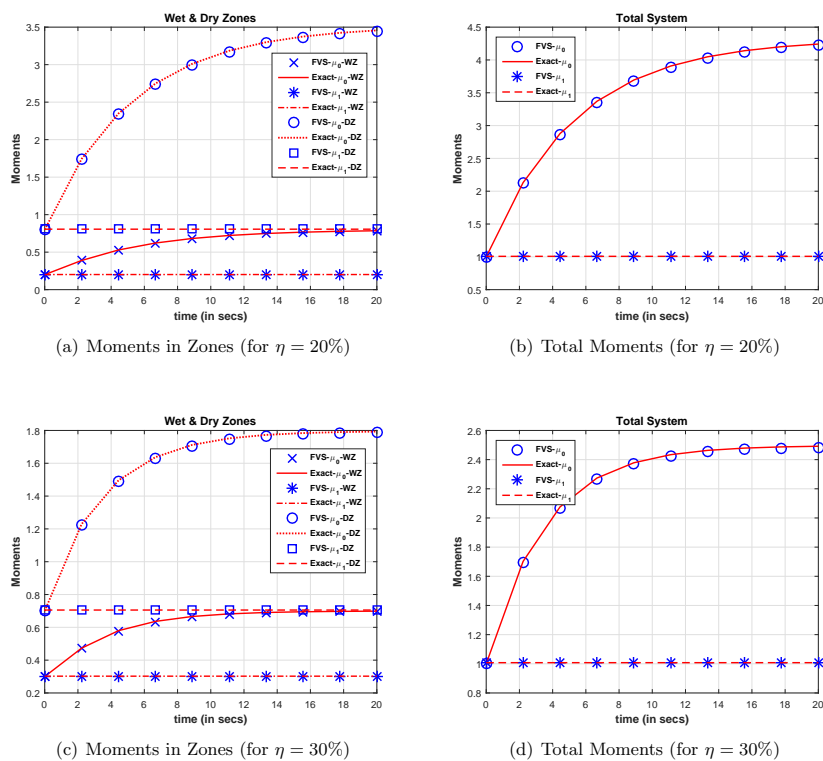 Wet & Dry Zones
3.5
3
2.5
2
1.5
1
0.5
0
Moments
FVS-μ₀-WZ
Exact-μ₀-WZ
FVS-μ₁-WZ
Exact-μ₁-WZ
FVS-μ₀-DZ
Exact-μ₀-DZ
FVS-μ₁-DZ
Exact-μ₁-DZ
0 2 4 6 8 10 12 14 16 18 20
time (in secs)
(a) Moments in Zones (for η = 20%)
Total System
4.5
4
3.5
3
2.5
2
1.5
1
0.5
Moments
FVS-μ₀
Exact-μ₀
FVS-μ₁
Exact-μ₁
0 2 4 6 8 10 12 14 16 18 20
time (in secs)
(b) Total Moments (for η = 20%)
Wet & Dry Zones
1.8
1.6
1.4
1.2
1
0.8
0.6
0.4
0.2
Moments
FVS-μ₀-WZ
Exact-μ₀-WZ
FVS-μ₁-WZ
Exact-μ₁-WZ
FVS-μ₀-DZ
Exact-μ₀-DZ
FVS-μ₁-DZ
Exact-μ₁-DZ
0 2 4 6 8 10 12 14 16 18 20
time (in secs)
(c) Moments in Zones (for η = 30%)
Total System
2.6
2.4
2.2
2
1.8
1.6
1.4
1.2
1
0.8
Moments
FVS-μ₀
Exact-μ₀
FVS-μ₁
Exact-μ₁
0 2 4 6 8 10 12 14 16 18 20
time (in secs)
(d) Total Moments (for η = 30%)